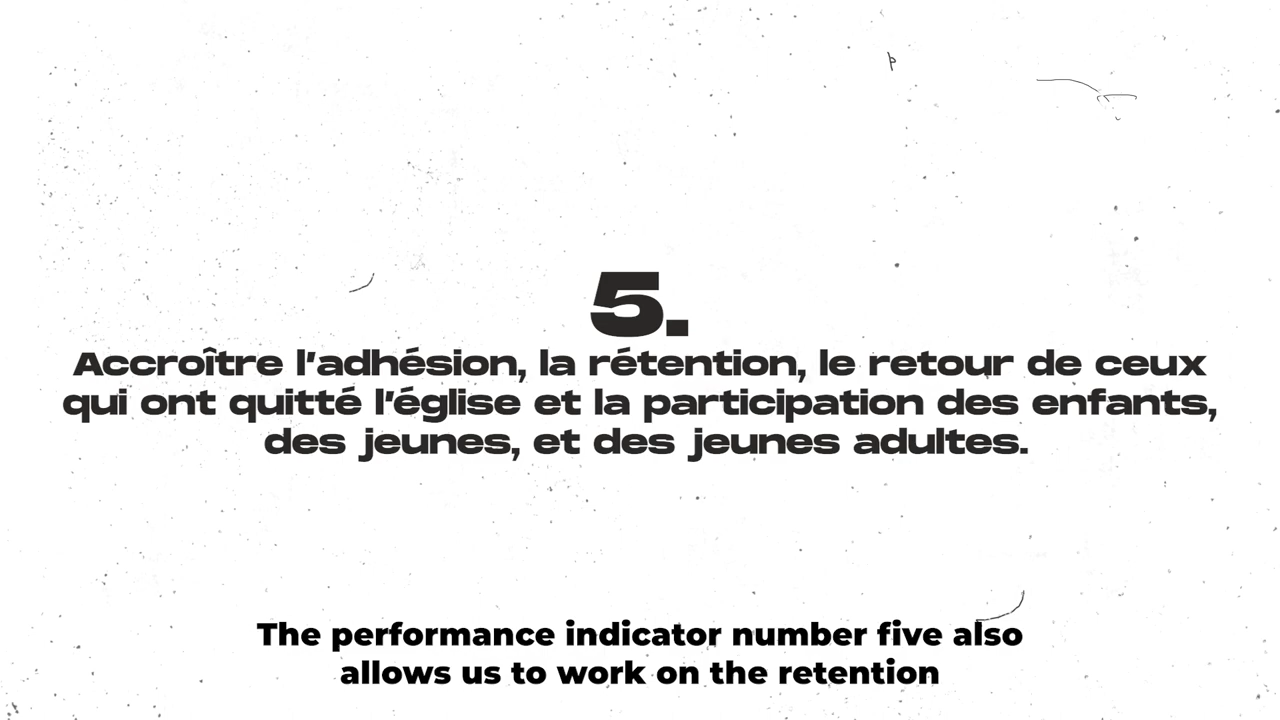 5.
Accroître l'adhésion, la rétention, le retour de ceux
qui ont quitté l'église et la participation des enfants,
des jeunes, et des jeunes adultes.
The performance indicator number five also
allows us to work on the retention